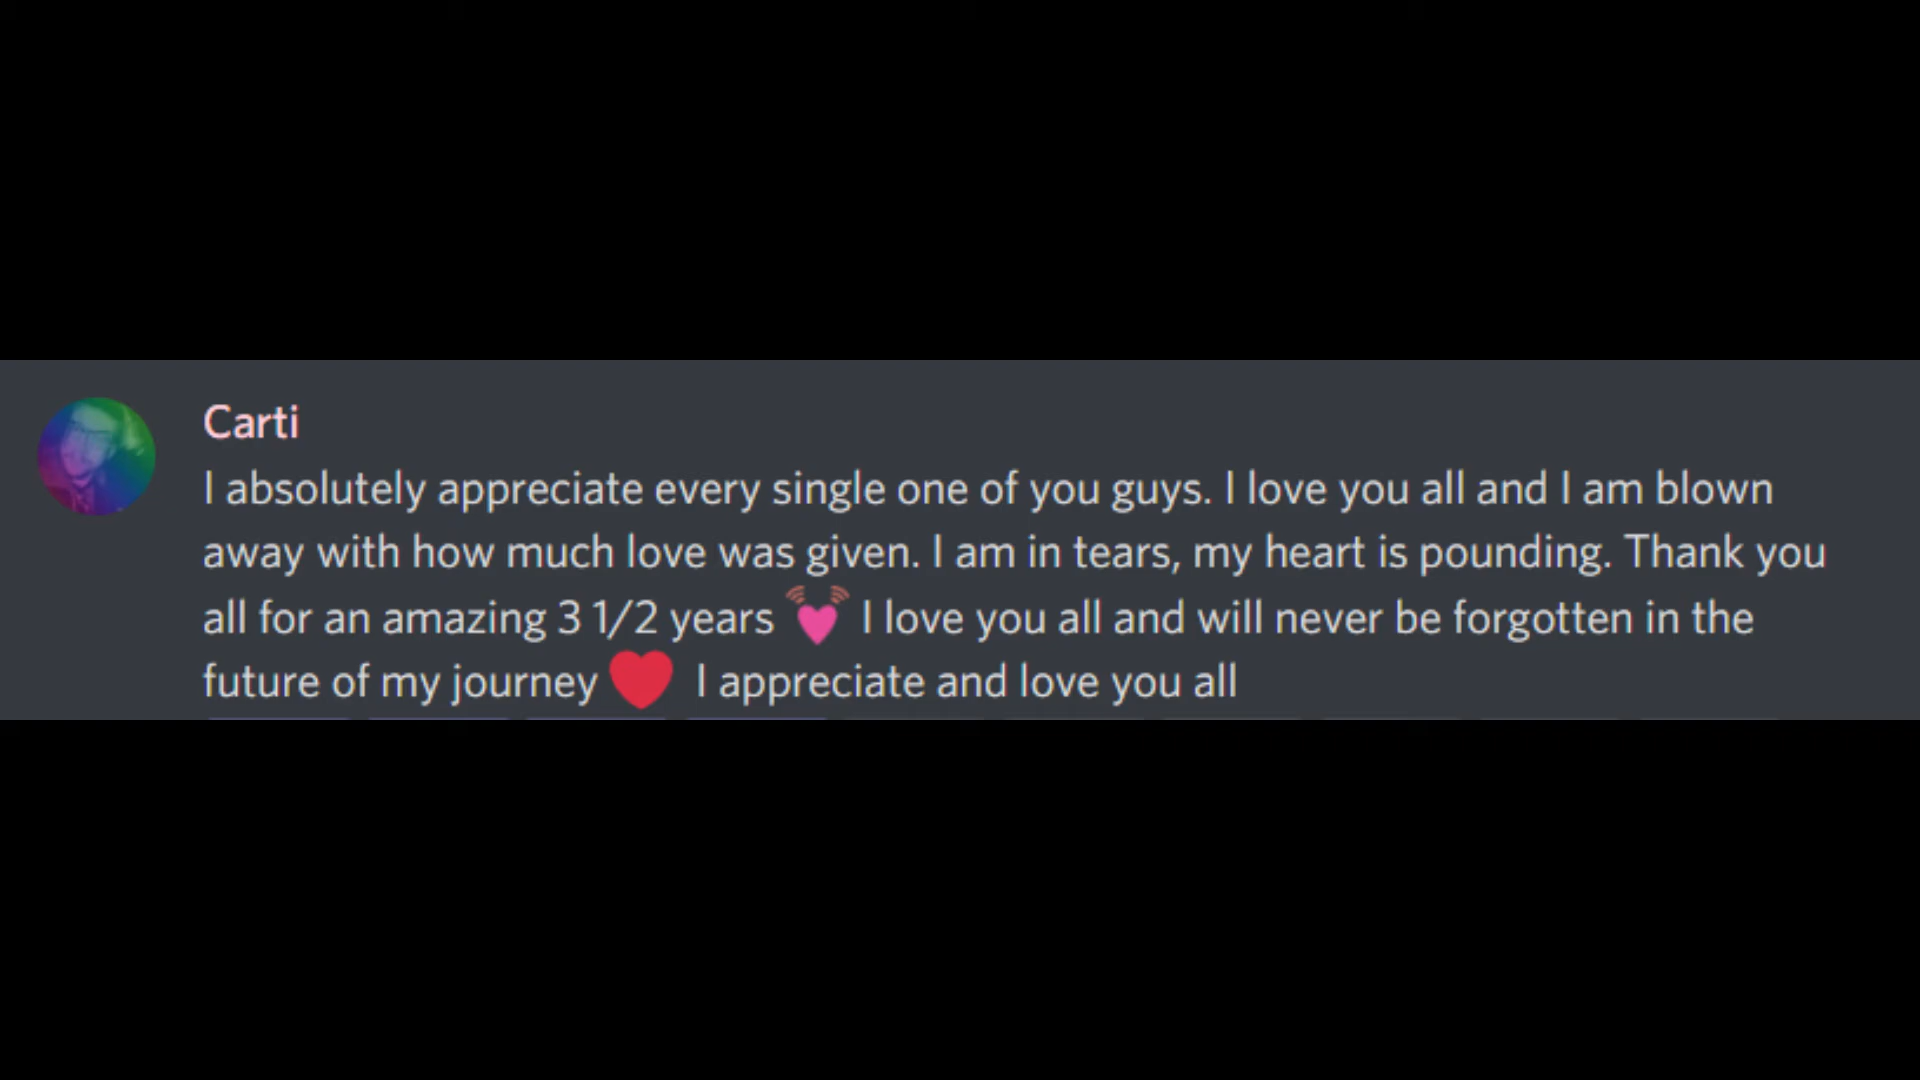 Carti
I absolutely appreciate every single one of you guys. I love you all and I am blown
away with how much love was given. I am in tears, my heart is pounding. Thank you
all for an amazing 3 1/2 years 💓 I love you all and will never be forgotten in the
future of my journey ❤️ I appreciate and love you all